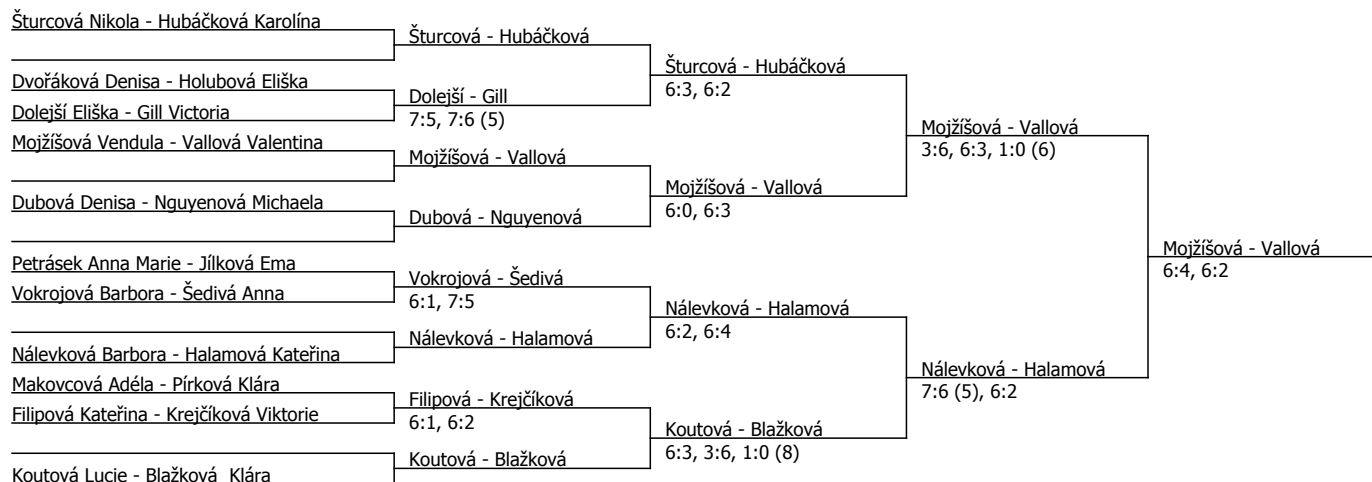 Šturcová Nikola - Hubáčková Karolína
Dvořáková Denisa - Holubová Eliška
Dolejší Eliška - Gill Victoria
Mojžíšová Vendula - Vallová Valentina
Dubová Denisa - Nguyenová Michaela
Petrásek Anna Marie - Jílková Ema
Vokrojová Barbora - Šedivá Anna
Nálevková Barbora - Halamová Kateřina
Makovcová Adéla - Pírková Klára
Filipová Kateřina - Krejčíková Viktorie
Koutová Lucie - Blažková Klára
Šturcová - Hubáčková
Dolejší - Gill
7:5, 7:6 (5)
Mojžíšová - Vallová
Dubová - Nguyenová
Vokrojová - Šedivá
6:1, 7:5
Nálevková - Halamová
Filipová - Krejčíková
6:1, 6:2
Koutová - Blažková
Šturcová - Hubáčková
6:3, 6:2
Mojžíšová - Vallová
6:0, 6:3
Nálevková - Halamová
6:2, 6:4
Koutová - Blažková
6:3, 3:6, 1:0 (8)
Mojžíšová - Vallová
3:6, 6:3, 1:0 (6)
Nálevková - Halamová
7:6 (5), 6:2
Mojžíšová - Vallová
6:4, 6:2